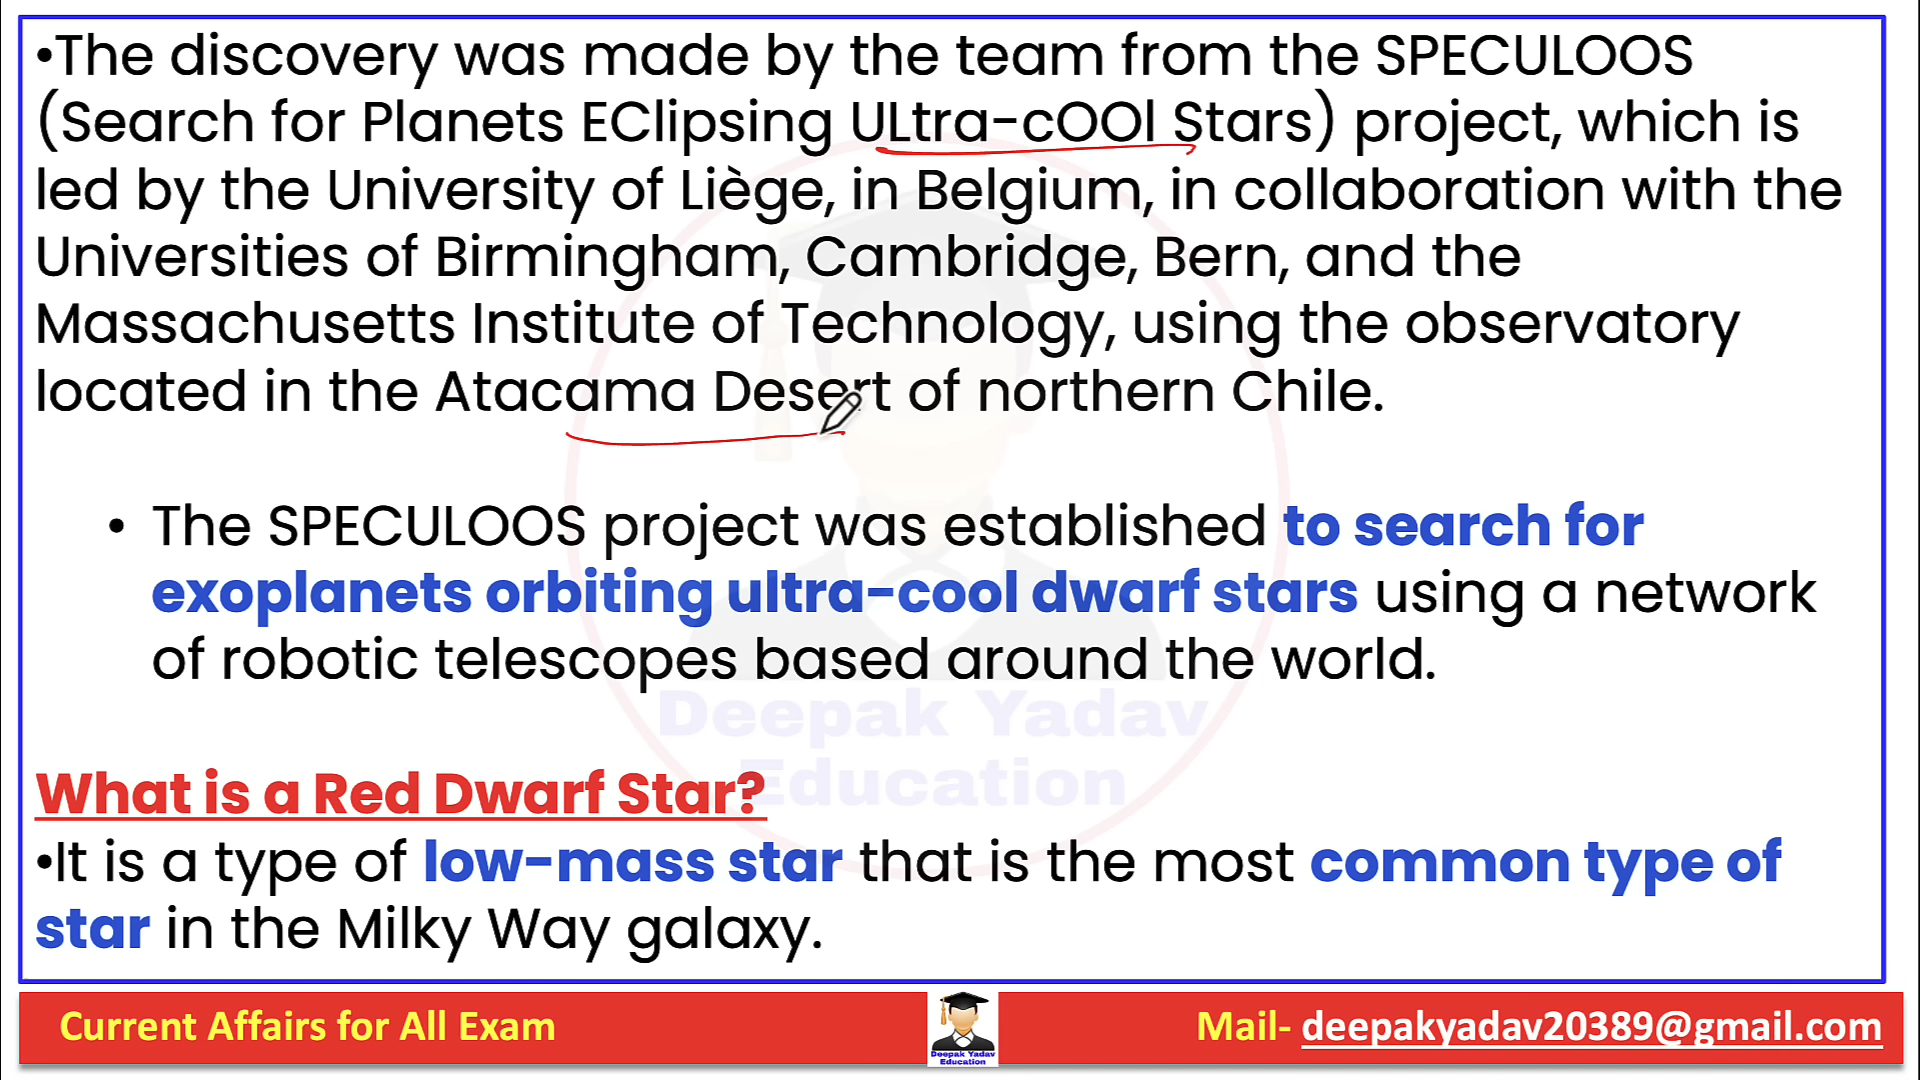 •The discovery was made by the team from the SPECULOOS
(Search for Planets EClipsing ULtra-cOOl Stars) project, which is
led by the University of Liège, in Belgium, in collaboration with the
Universities of Birmingham, Cambridge, Bern, and the
Massachusetts Institute of Technology, using the observatory
located in the Atacama Desert of northern Chile.
• The SPECULOOS project was established to search for
exoplanets orbiting ultra-cool dwarf stars using a network
of robotic telescopes based around the world.
Deepak Yadav
Education
What is a Red Dwarf Star?
•It is a type of low-mass star that is the most common type of
star in the Milky Way galaxy.
Current Affairs for All Exam
Deepak Yadav
Education
Mail- deepakyadav20389@gmail.com